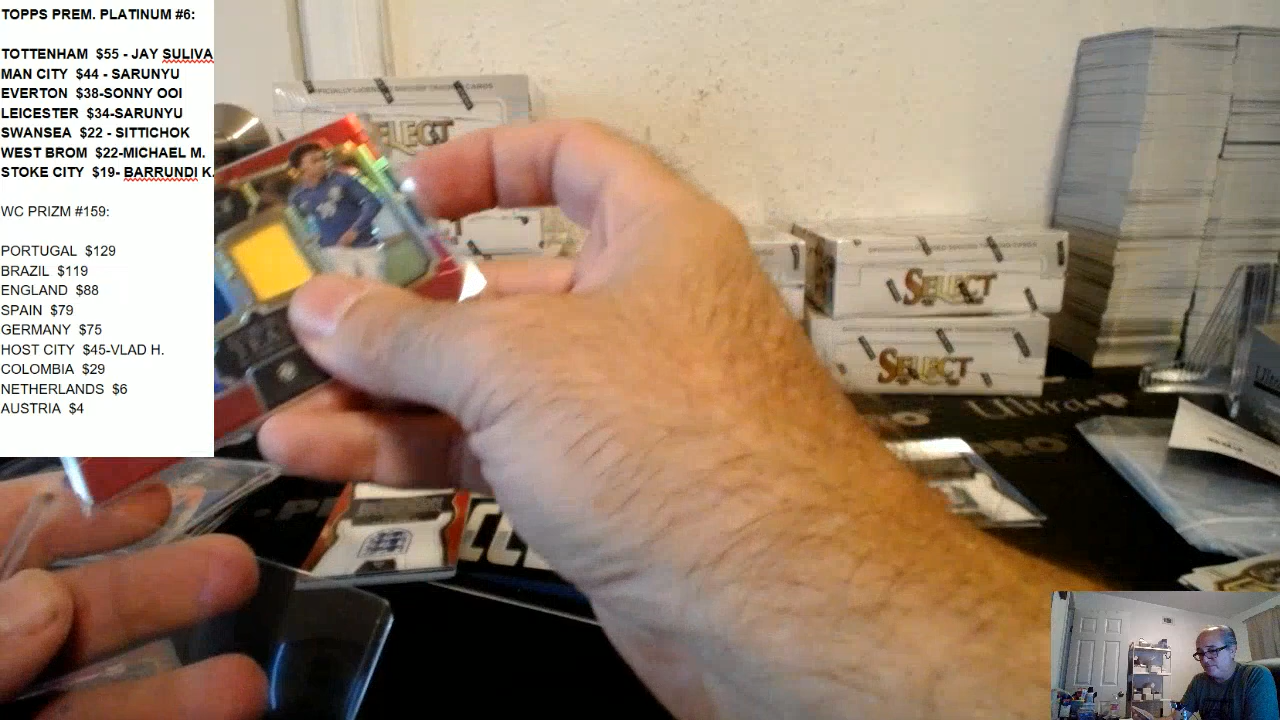 TOPPS PREM. PLATINUM #6:
TOTTENHAM $55 - JAY SULIVA
MAN CITY $44 - SARUNYU
EVERTON $38-SONNY OOI
LEICESTER $34-SARUNYU
SWANSEA $22 - SITTICHOK
WEST BROM $22-MICHAEL M.
STOKE CITY $19- BARRUNDI K.
WC PRIZM #159:
PORTUGAL $129
BRAZIL $119
ENGLAND $88
SPAIN $79
GERMANY $75
HOST CITY $45-VLAD H.
COLOMBIA $29
NETHERLANDS $6
AUSTRIA $4
SELECT
SELECT
SELECT
Ultra
PRO